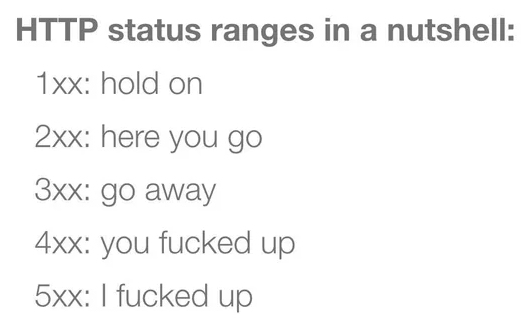 HTTP status ranges in a nutshell:
1xx: hold on
2xx: here you go
3xx: go away
4xx: you fucked up
5xx: I fucked up